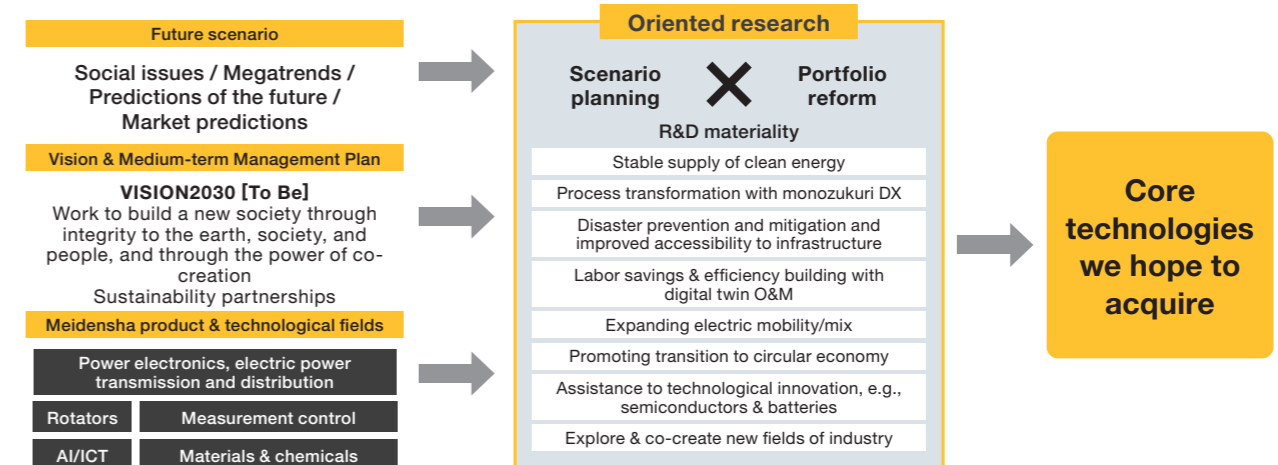 Future scenario
Social issues / Megatrends /
Predictions of the future /
Market predictions
Vision & Medium-term Management Plan
VISION2030 [To Be]
Work to build a new society through
integrity to the earth, society, and
people, and through the power of co-
creation
Sustainability partnerships
Meidensha product & technological fields
Power electronics, electric power
transmission and distribution
Rotators
Measurement control
AI/ICT
Materials & chemicals
Oriented research
Scenario
planning
Portfolio
reform
R&D materiality
Stable supply of clean energy
Process transformation with monozukuri DX
Disaster prevention and mitigation and
improved accessibility to infrastructure
Labor savings & efficiency building with
digital twin O&M
Expanding electric mobility/mix
Promoting transition to circular economy
Assistance to technological innovation, e.g.,
semiconductors & batteries
Explore & co-create new fields of industry
Core
technologies
we hope to
acquire